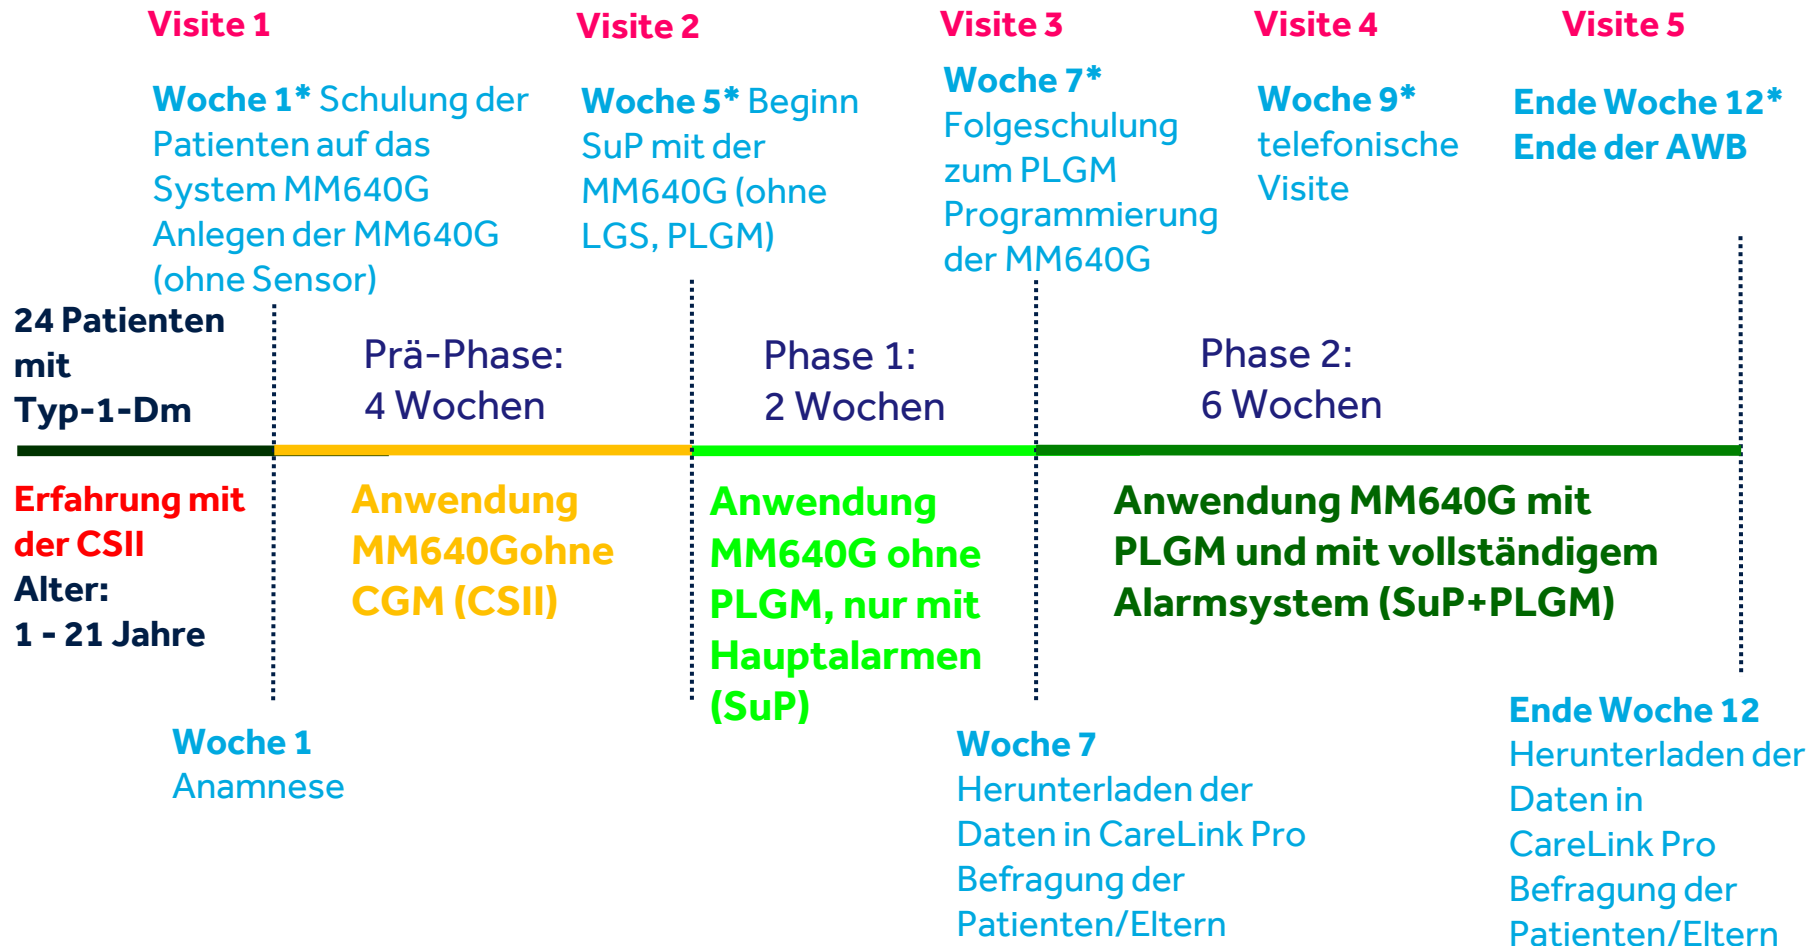 Visite 1
Visite 2
Visite 3
Visite 4
Visite 5
Woche 1* Schulung der
Patienten auf das
System MM640G
Anlegen der MM640G
(ohne Sensor)
Woche 5* Beginn
SuP mit der
MM640G (ohne
LGS, PLGM)
Woche 7*
Folgeschulung
zum PLGM
Programmierung
der MM640G
Woche 9*
telefonische
Visite
Ende Woche 12*
Ende der AWB
24 Patienten
mit
Typ-1-Dm
Prä-Phase:
4 Wochen
Phase 1:
2 Wochen
Phase 2:
6 Wochen
Erfahrung mit
der CSII
Alter:
1 - 21 Jahre
Anwendung
MM640Gohne
CGM (CSII)
Anwendung
MM640G ohne
PLGM, nur mit
Hauptalarmen
(SuP)
Anwendung MM640G mit
PLGM und mit vollständigem
Alarmsystem (SuP+PLGM)
Woche 1
Anamnese
Woche 7
Herunterladen der
Daten in CareLink Pro
Befragung der
Patienten/Eltern
Ende Woche 12
Herunterladen der
Daten in
CareLink Pro
Befragung der
Patienten/Eltern